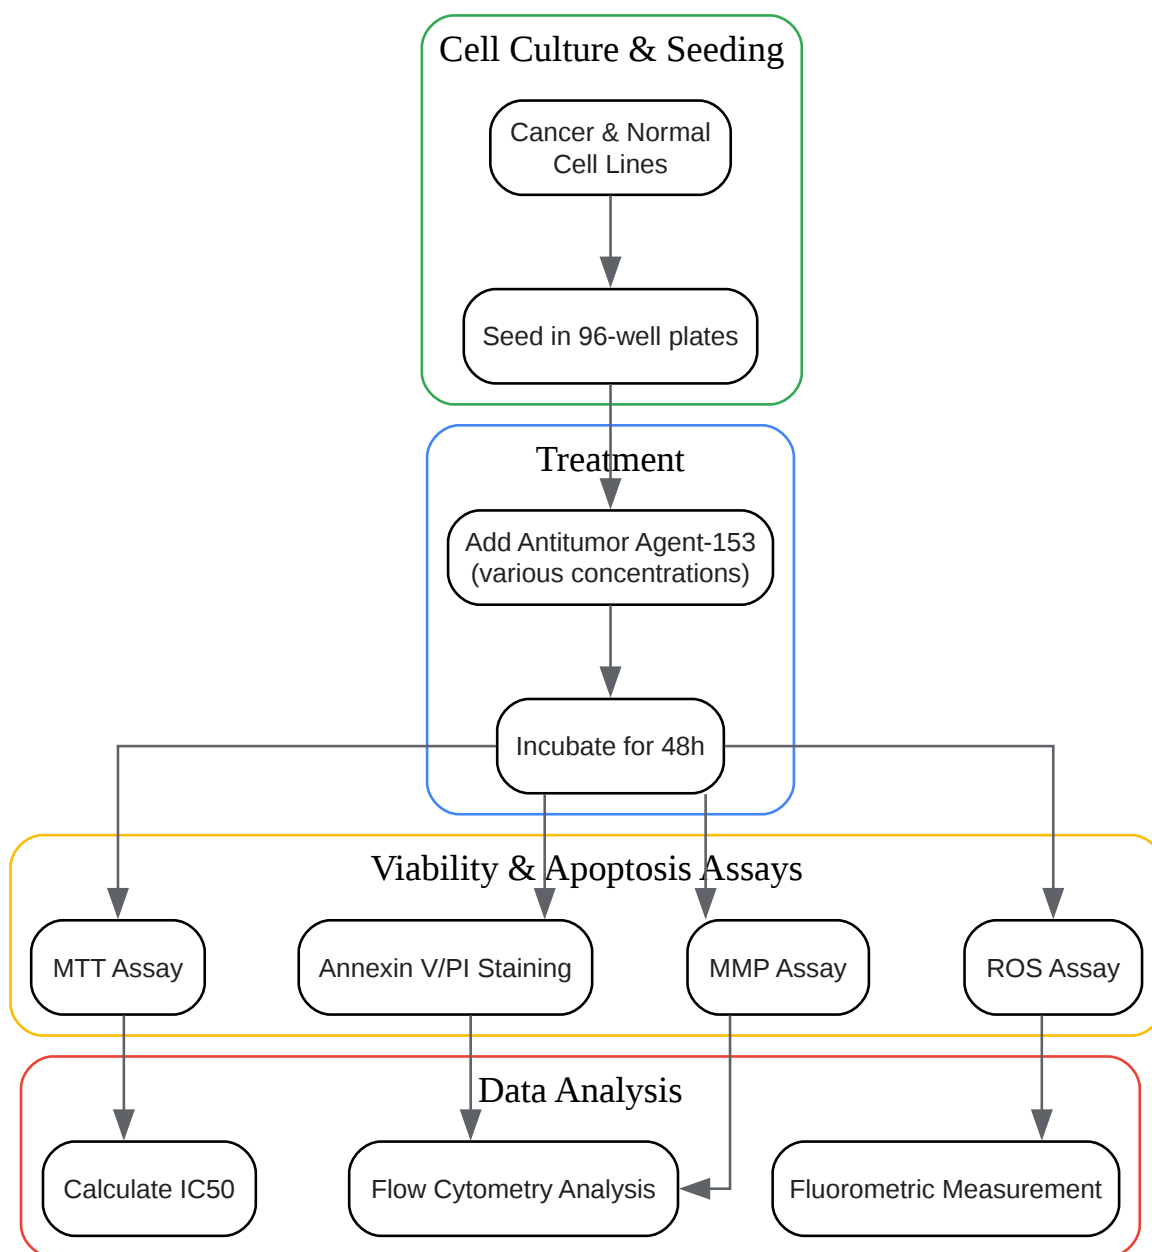 Cell Culture & Seeding
Cancer & Normal
Cell Lines
Seed in 96-well plates
Treatment
Add Antitumor Agent-153
(various concentrations)
Incubate for 48h
Viability & Apoptosis Assays
MTT Assay
Annexin V/PI Staining
MMP Assay
ROS Assay
Data Analysis
Calculate IC50
Flow Cytometry Analysis
Fluorometric Measurement